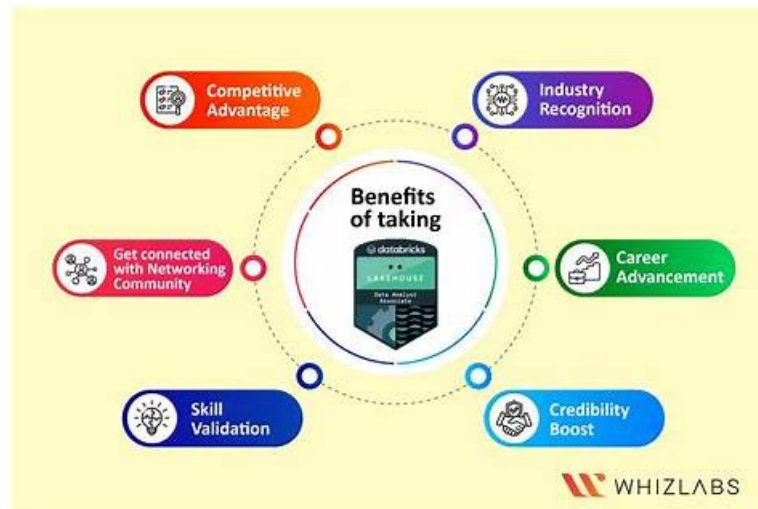 Competitive
Advantage
Industry
Recognition
Benefits
of taking
databricks
LAKEHOUSE
Data Analyst
Associate
Get connected
with Networking
Community
Career
Advancement
Skill
Validation
Credibility
Boost
WHIZLABS